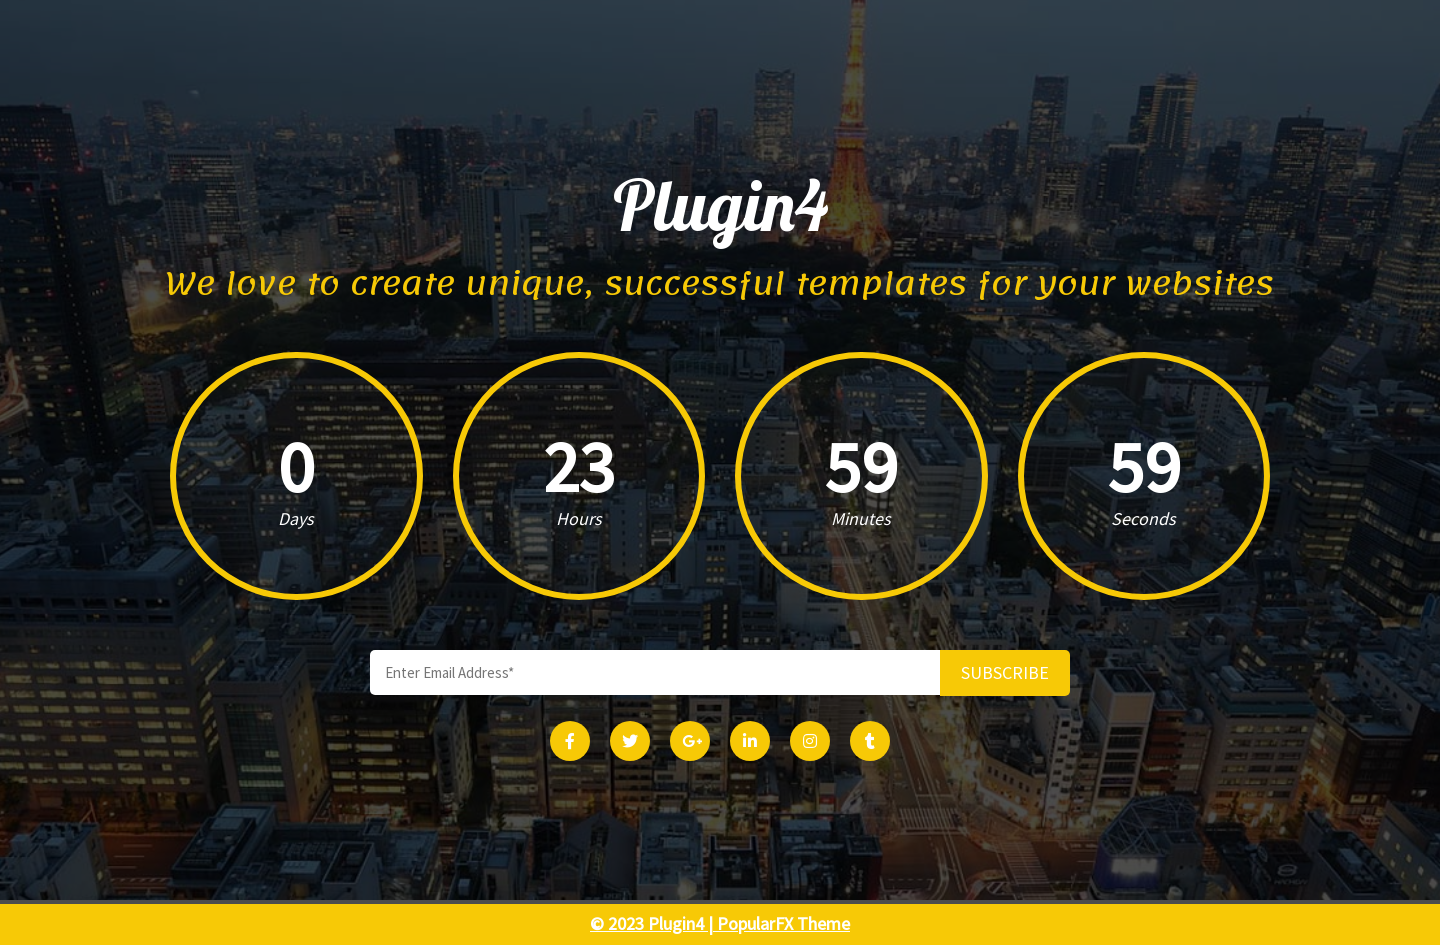 Plugin4
We love to create unique, successful templates for your websites
0 23 59 59
Days Hours Minutes Seconds
Enter Email Address* SUBSCRIBE
© 2023 Plugin4 | PopularFX Theme